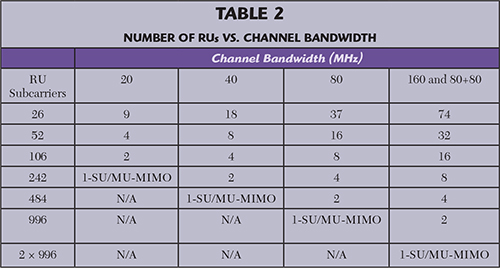 TABLE 2
NUMBER OF RUs VS. CHANNEL BANDWIDTH
Channel Bandwidth (MHz)
RU Subcarriers 20 40 80 160 and 80+80
26 9 18 37 74
52 4 8 16 32
106 2 4 8 16
242 1-SU/MU-MIMO 2 4 8
484 N/A 1-SU/MU-MIMO 2 4
996 N/A N/A 1-SU/MU-MIMO 2
2 × 996 N/A N/A N/A 1-SU/MU-MIMO